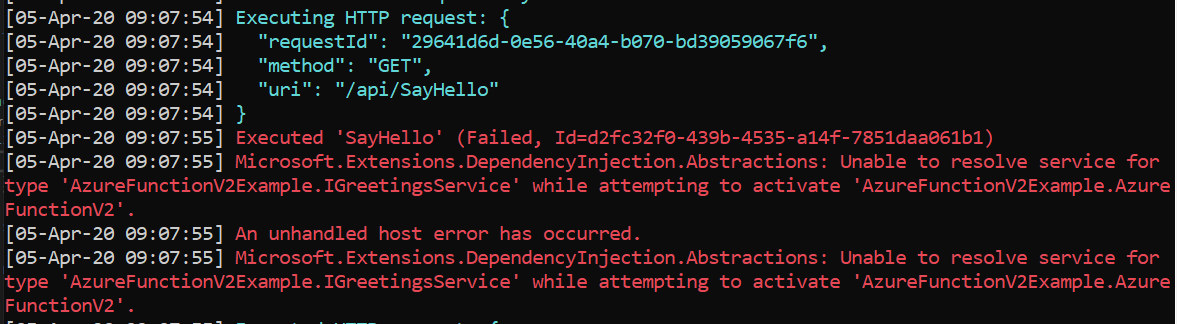 [05-Apr-20 09:07:54] Executing HTTP request: {
[05-Apr-20 09:07:54]   "requestId": "29641d6d-0e56-40a4-b070-bd39059067f6",
[05-Apr-20 09:07:54]   "method": "GET",
[05-Apr-20 09:07:54]   "uri": "/api/SayHello"
[05-Apr-20 09:07:54] }
[05-Apr-20 09:07:55] Executed 'SayHello' (Failed, Id=d2fc32f0-439b-4535-a14f-7851daa061b1)
[05-Apr-20 09:07:55] Microsoft.Extensions.DependencyInjection.Abstractions: Unable to resolve service for
type 'AzureFunctionV2Example.IGreetingsService' while attempting to activate 'AzureFunctionV2Example.Azure
FunctionV2'.
[05-Apr-20 09:07:55] An unhandled host error has occurred.
[05-Apr-20 09:07:55] Microsoft.Extensions.DependencyInjection.Abstractions: Unable to resolve service for
type 'AzureFunctionV2Example.IGreetingsService' while attempting to activate 'AzureFunctionV2Example.Azure
FunctionV2'.